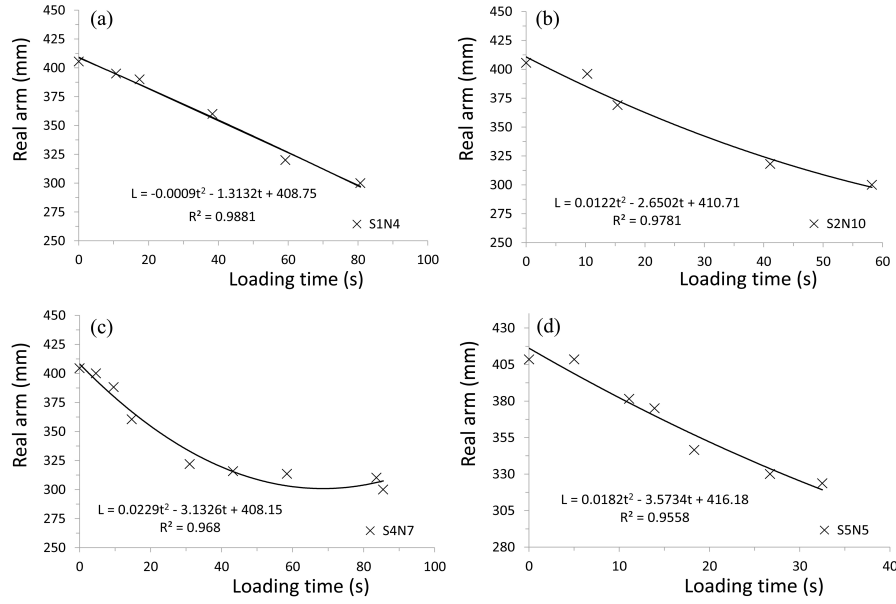 (a)
Real arm (mm)
450
425
400
375
350
325
300
275
250
L = -0.0009t² - 1.3132t + 408.75
R² = 0.9881
S1N4
0 20 40 60 80 100
Loading time (s)
(b)
Real arm (mm)
450
425
400
375
350
325
300
275
250
L = 0.0122t² - 2.6502t + 410.71
R² = 0.9781
S2N10
0 10 20 30 40 50 60
Loading time (s)
(c)
Real arm (mm)
450
425
400
375
350
325
300
275
250
L = 0.0229t² - 3.1326t + 408.15
R² = 0.968
S4N7
0 20 40 60 80 100
Loading time (s)
(d)
Real arm (mm)
430
405
380
355
330
305
280
L = 0.0182t² - 3.5734t + 416.18
R² = 0.9558
S5N5
0 10 20 30 40
Loading time (s)